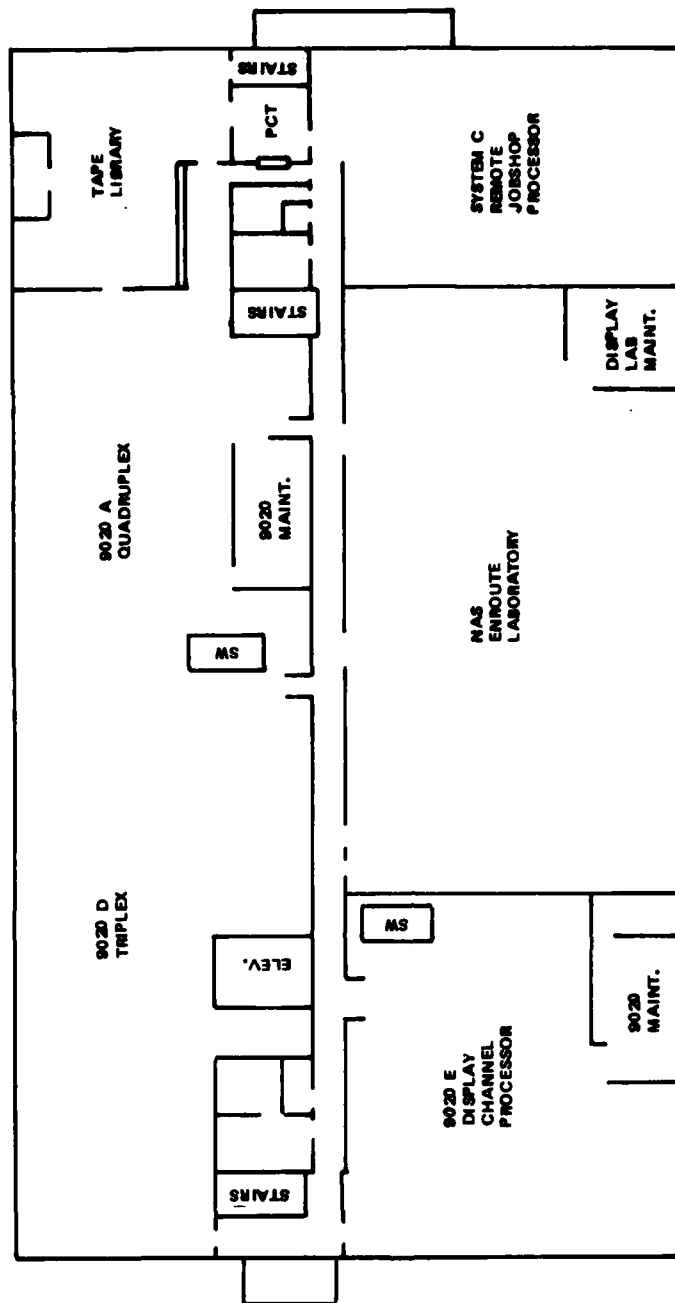 TAPE
LIBRARY
STAIRS
PCT
SYSTEM C
REMOTE
JOBSHOP
PROCESSOR
STAIRS
DISPLAY
LAB
MAINT.
9020 A
QUADRUPLEX
9020
MAINT.
NAS
ENROUTE
LABORATORY
SW
9020 D
TRIPLEX
ELEV.
SW
9020
MAINT.
9020 E
DISPLAY
CHANNEL
PROCESSOR
STAIRS